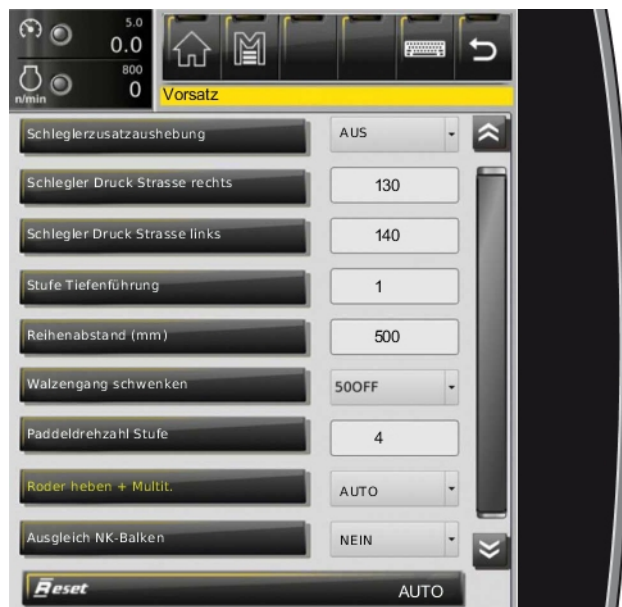 5.0
0.0
800
n/min 0
Vorsatz
Schleglerzusatzaushebung AUS
Schlegler Druck Strasse rechts 130
Schlegler Druck Strasse links 140
Stufe Tiefenführung 1
Reihenabstand (mm) 500
Walzengang schwenken 50OFF
Paddeldrehzahl Stufe 4
Roder heben + Multit. AUTO
Ausgleich NK-Balken NEIN
Reset AUTO